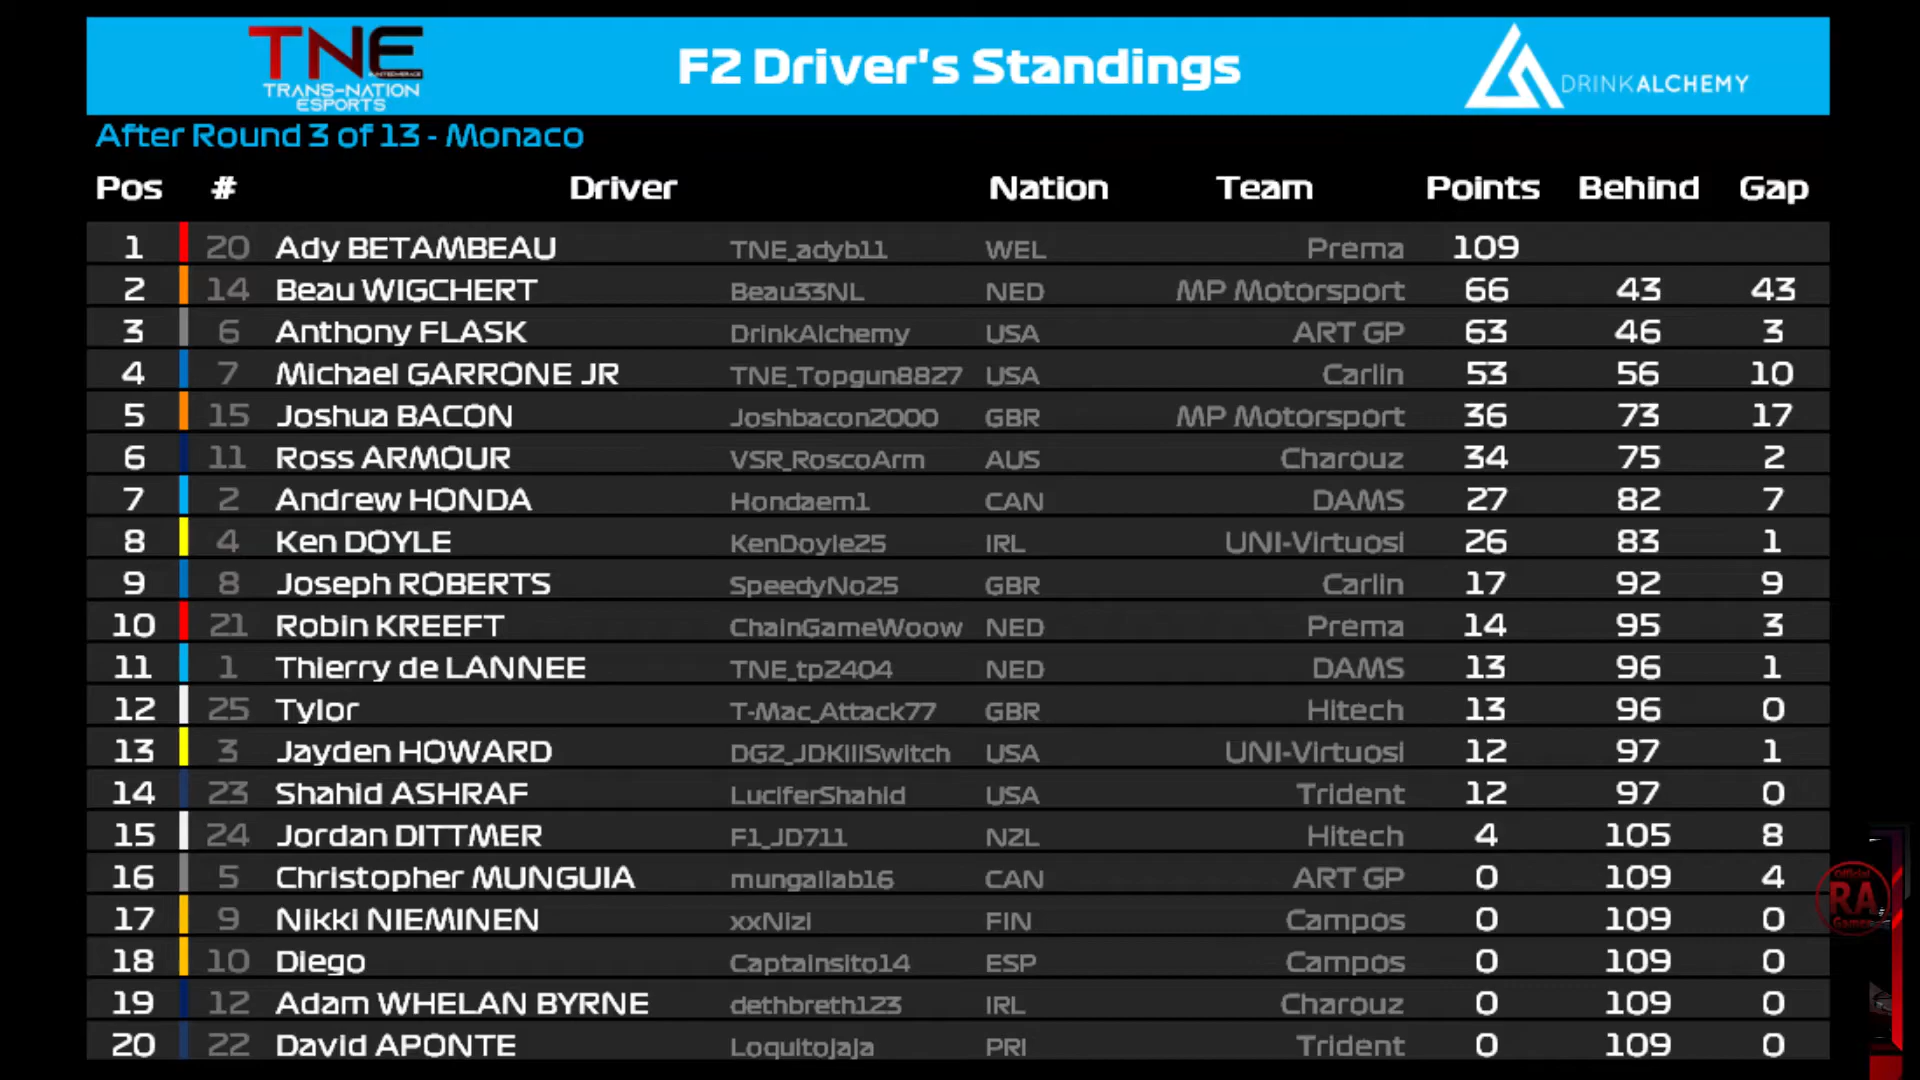 TNE
TRANS-NATION
ESPORTS
F2 Driver's Standings
DRINKALCHEMY
After Round 3 of 13 - Monaco
Pos # Driver Nation Team Points Behind Gap
1 20 Ady BETAMBEAU TNE_adyb11 WEL Prema 109
2 14 Beau WIGCHERT Beau33NL NED MP Motorsport 66 43 43
3 6 Anthony FLASK DrinkAlchemy USA ART GP 63 46 3
4 7 Michael GARRONE JR TNE_Topgun8827 USA Carlin 53 56 10
5 15 Joshua BACON Joshbacon2000 GBR MP Motorsport 36 73 17
6 11 Ross ARMOUR VSR_RoscoArm AUS Charouz 34 75 2
7 2 Andrew HONDA Hondaem1 CAN DAMS 27 82 7
8 4 Ken DOYLE KenDoyle25 IRL UNI-Virtuosi 26 83 1
9 8 Joseph ROBERTS SpeedyNo25 GBR Carlin 17 92 9
10 21 Robin KREEFT ChainGameWoow NED Prema 14 95 3
11 1 Thierry de LANNEE TNE_tp2404 NED DAMS 13 96 1
12 25 Tylor T-Mac_Attack77 GBR Hitech 13 96 0
13 3 Jayden HOWARD DGZ_JDKillSwitch USA UNI-Virtuosi 12 97 1
14 23 Shahid ASHRAF LuciferShahid USA Trident 12 97 0
15 24 Jordan DITTMER F1_JD711 NZL Hitech 4 105 8
16 5 Christopher MUNGUIA mungaliab16 CAN ART GP 0 109 4
17 9 Nikki NIEMINEN xxNizi FIN Campos 0 109 0
18 10 Diego Captainsito14 ESP Campos 0 109 0
19 12 Adam WHELAN BYRNE dethbreth123 IRL Charouz 0 109 0
20 22 David APONTE Loquitojaja PRI Trident 0 109 0
Official
RA
Games